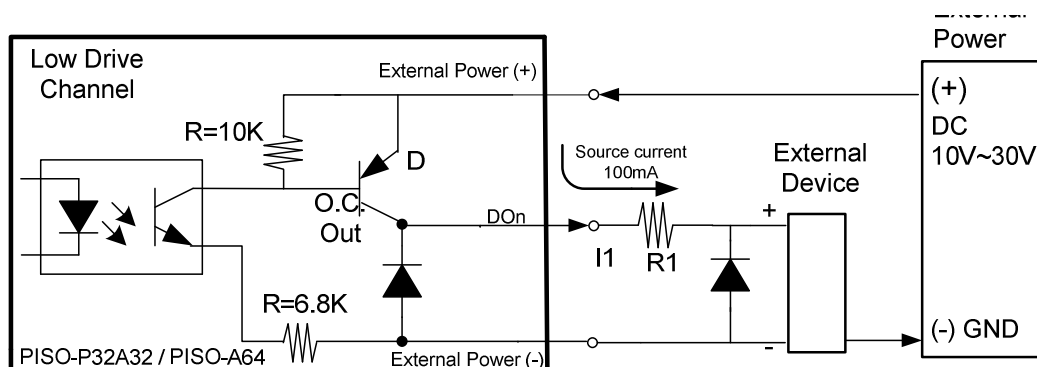 Low Drive
Channel
External Power (+)
R=10K
D
O.C.
Out
DOn
R=6.8K
External Power (-)
PISO-P32A32 / PISO-A64
Source current
100mA
I1
R1
External
Device
+
-
External
Power
(+)
DC
10V~30V
(-) GND